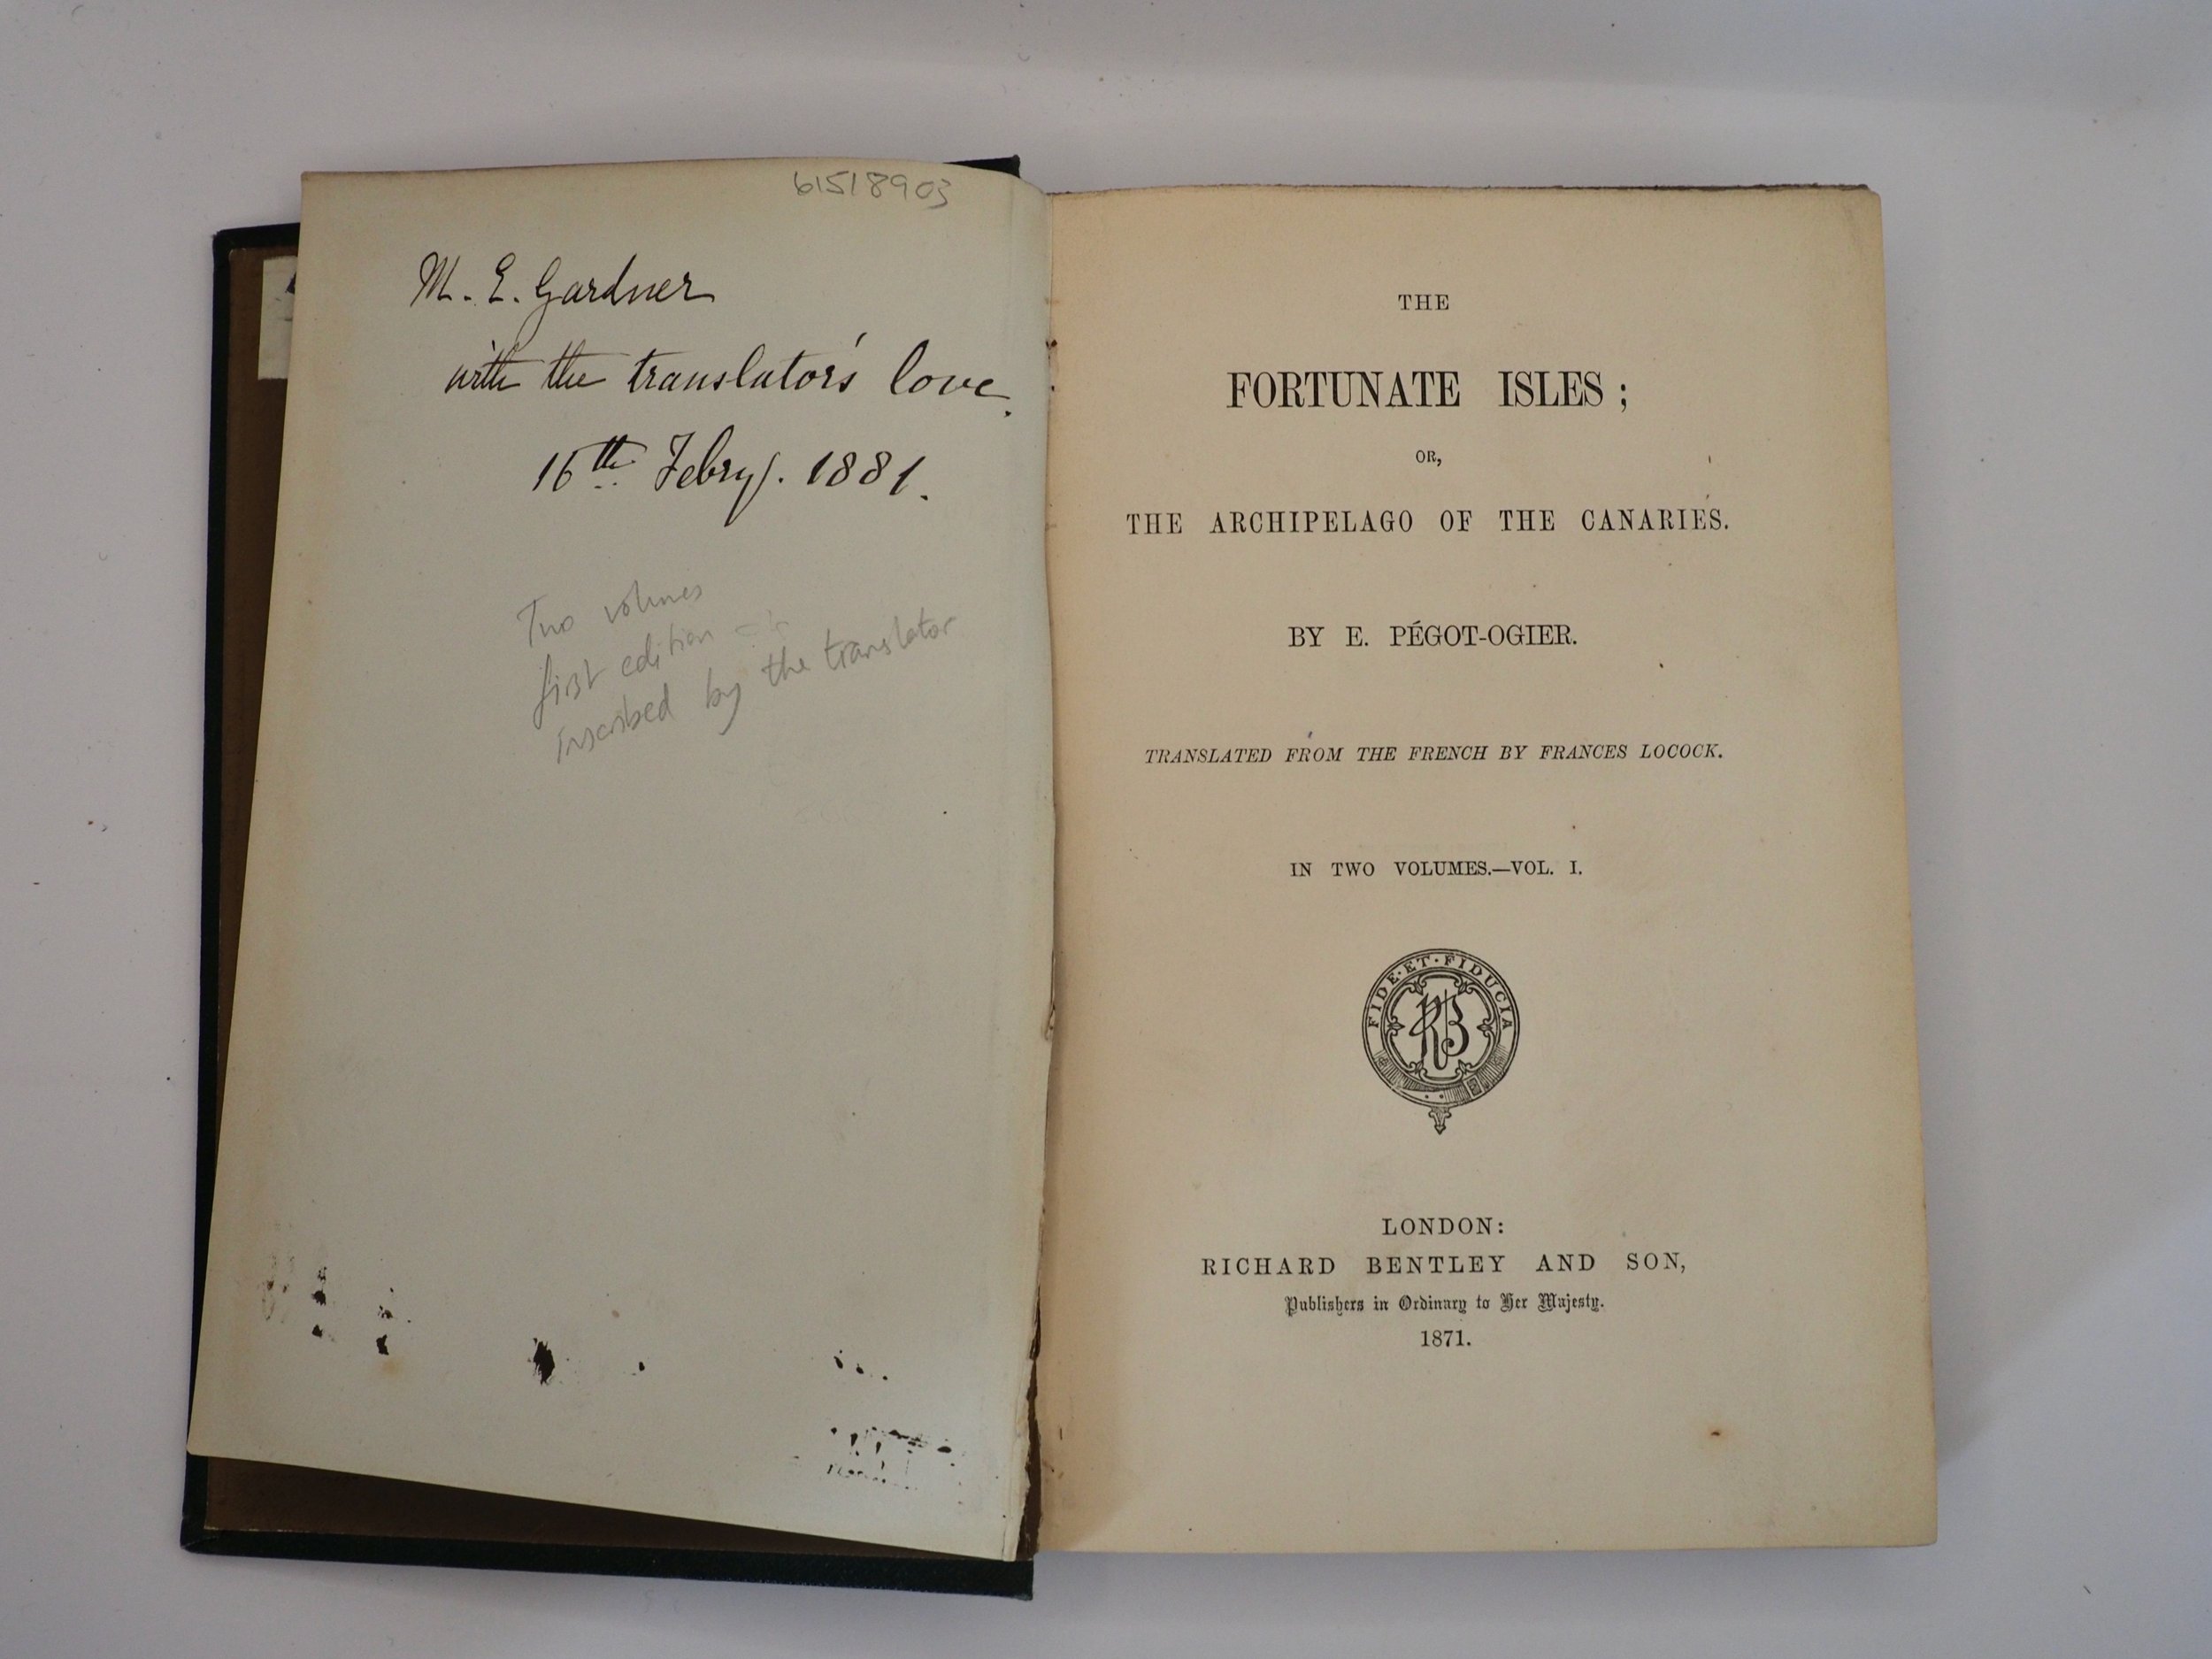 61518903
M. E. Gardner
with the translator's love.
16th Febry. 1881.
Two volumes
first edition
Inscribed by the translator
THE
FORTUNATE ISLES;
OR,
THE ARCHIPELAGO OF THE CANARIES.
BY E. PÉGOT-OGIER.
TRANSLATED FROM THE FRENCH BY FRANCES LOCOCK.
IN TWO VOLUMES.—VOL. I.
FIDE·ET·FIDUCIA
RB
LONDON:
RICHARD BENTLEY AND SON,
Publishers in Ordinary to Her Majesty.
1871.